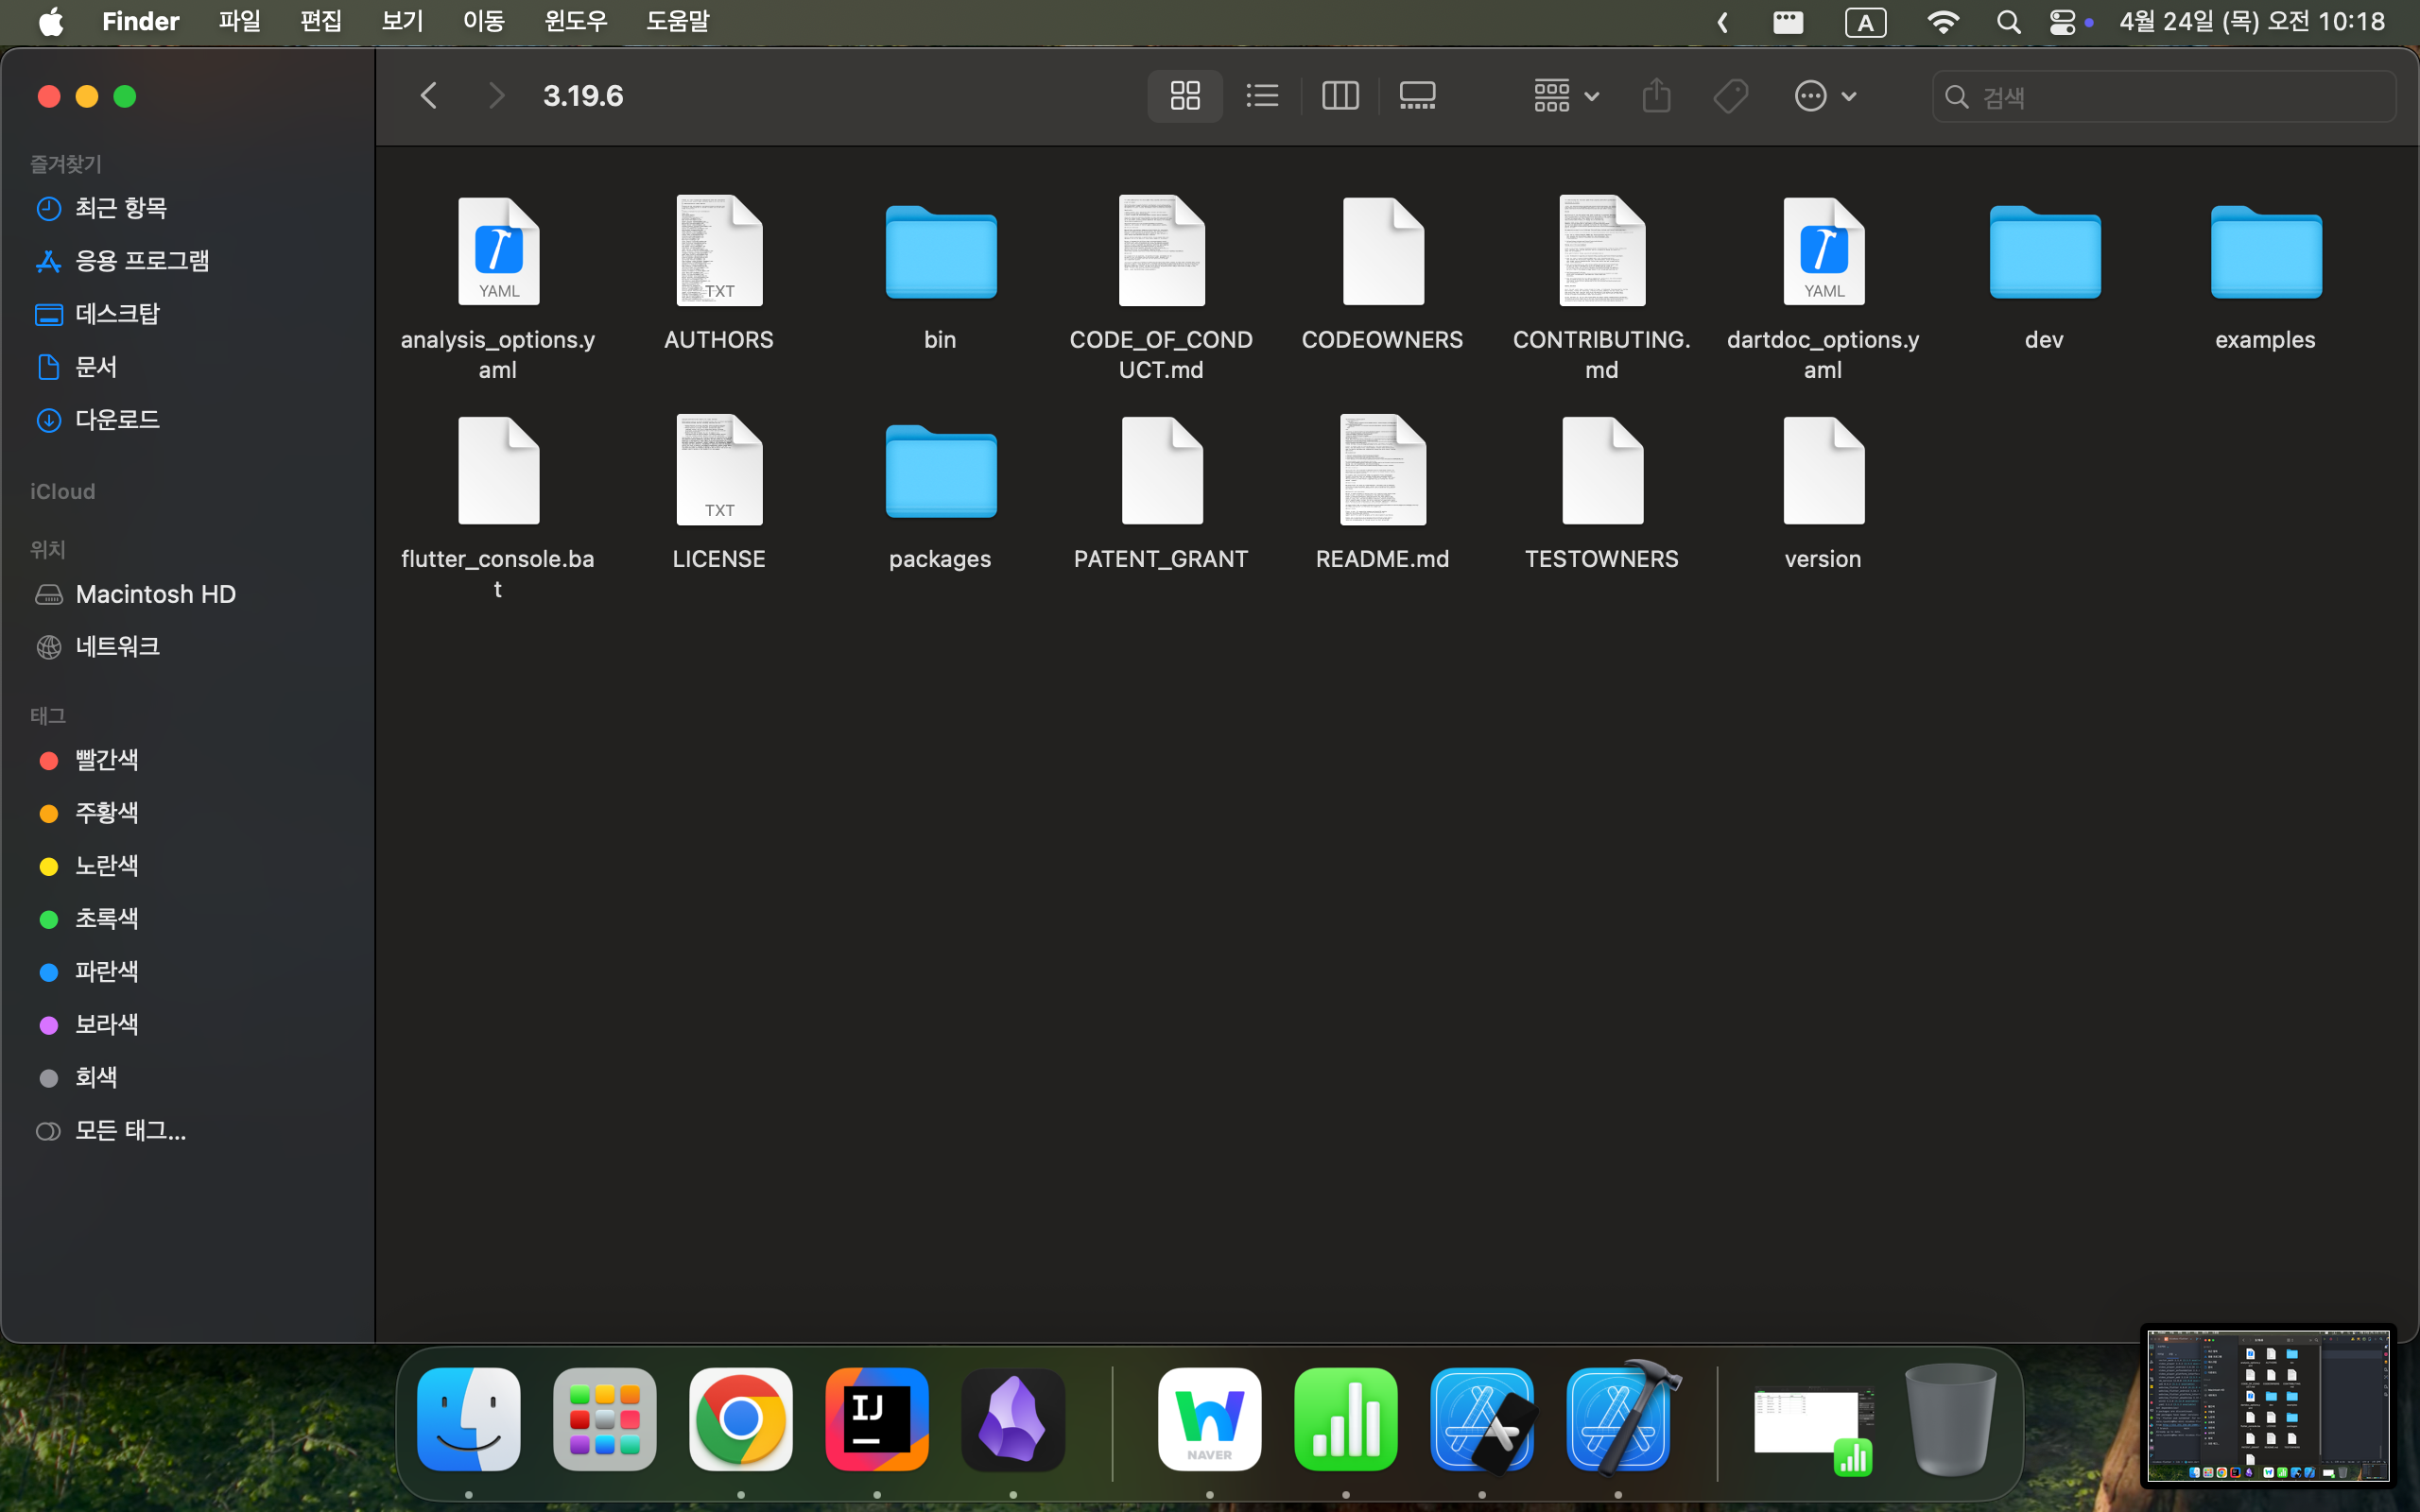 Finder 파일 편집 보기 이동 윈도우 도움말 A 4월 24일 (목) 오전 10:18
3.19.6 검색
즐겨찾기
최근 항목
응용 프로그램
데스크탑
문서
다운로드
iCloud
위치
Macintosh HD
네트워크
태그
빨간색
주황색
노란색
초록색
파란색
보라색
회색
모든 태그...
YAML TXT YAML
analysis_options.y AUTHORS bin CODE_OF_COND CODEOWNERS CONTRIBUTING. dartdoc_options.y dev examples
aml UCT.md md aml
TXT
flutter_console.ba LICENSE packages PATENT_GRANT README.md TESTOWNERS version
t
IJ
NAVER